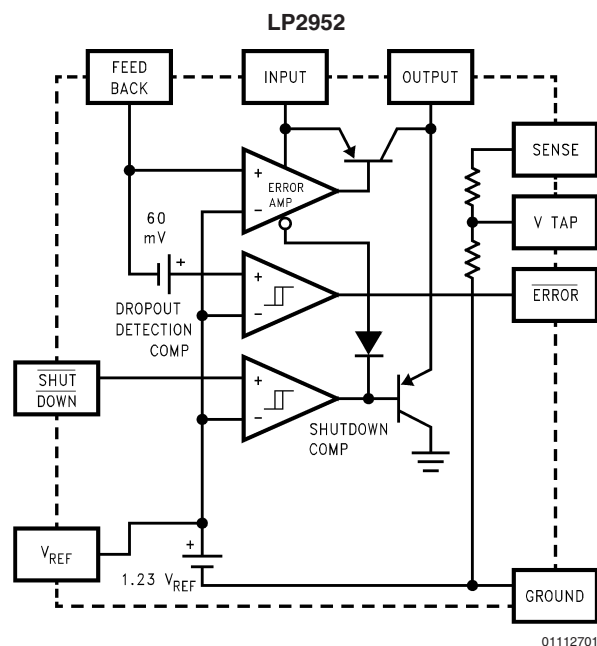 LP2952
FEED
BACK
INPUT
OUTPUT
SENSE
+
ERROR
AMP
−
V TAP
60
mV
+
+
−
ERROR
DROPOUT
DETECTION
COMP
SHUT
DOWN
+
−
SHUTDOWN
COMP
VREF
+
1.23 VREF
GROUND
01112701